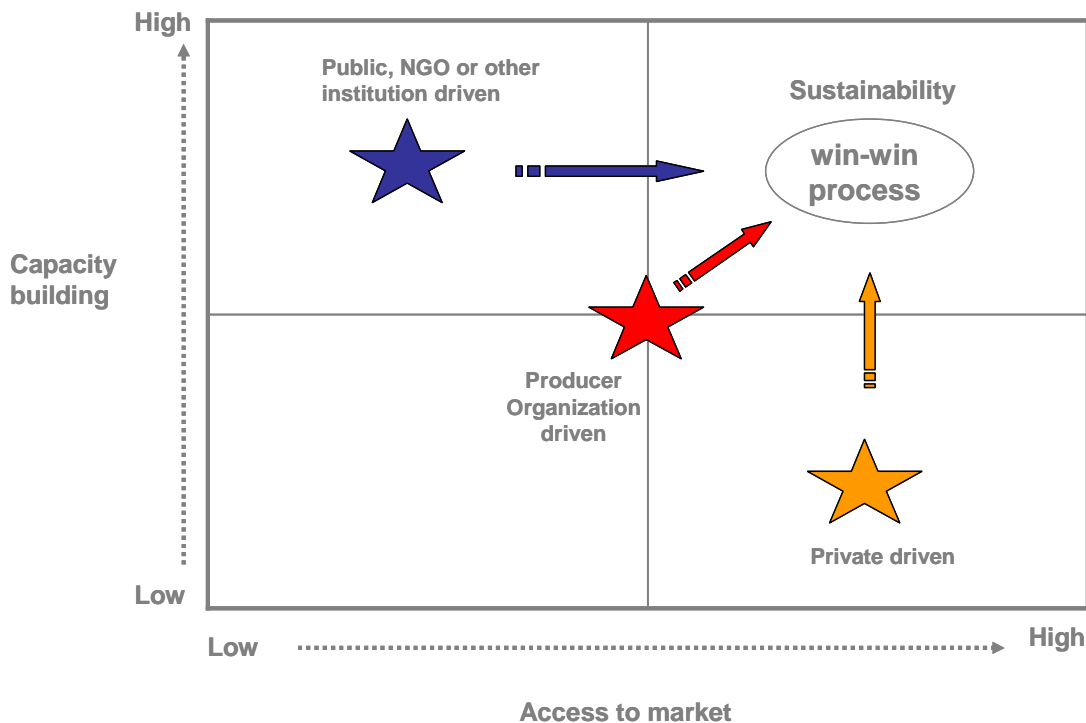 High
Public, NGO or other
institution driven
Sustainability
win-win
process
Capacity
building
Producer
Organization
driven
Private driven
Low
Low
High
Access to market